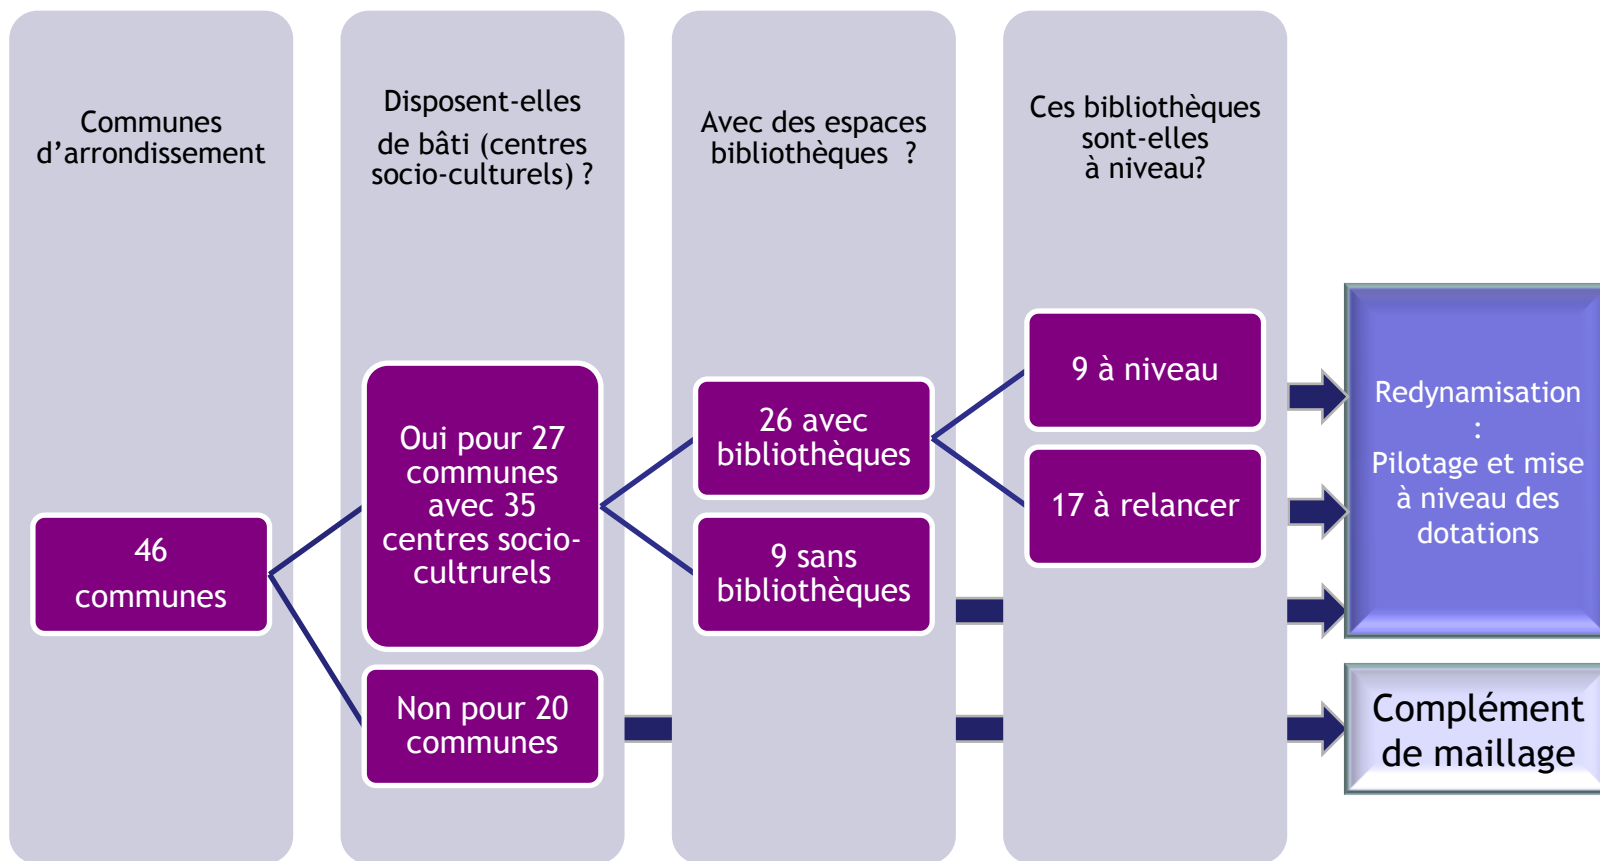 Communes
d'arrondissement
Disposent-elles
de bâti (centres
socio-culturels) ?
Avec des espaces
bibliothèques ?
Ces bibliothèques
sont-elles
à niveau?
46
communes
Oui pour 27
communes
avec 35
centres socio-
cultrurels
Non pour 20
communes
26 avec
bibliothèques
9 sans
bibliothèques
9 à niveau
17 à relancer
Redynamisation
:
Pilotage et mise
à niveau des
dotations
Complément
de maillage